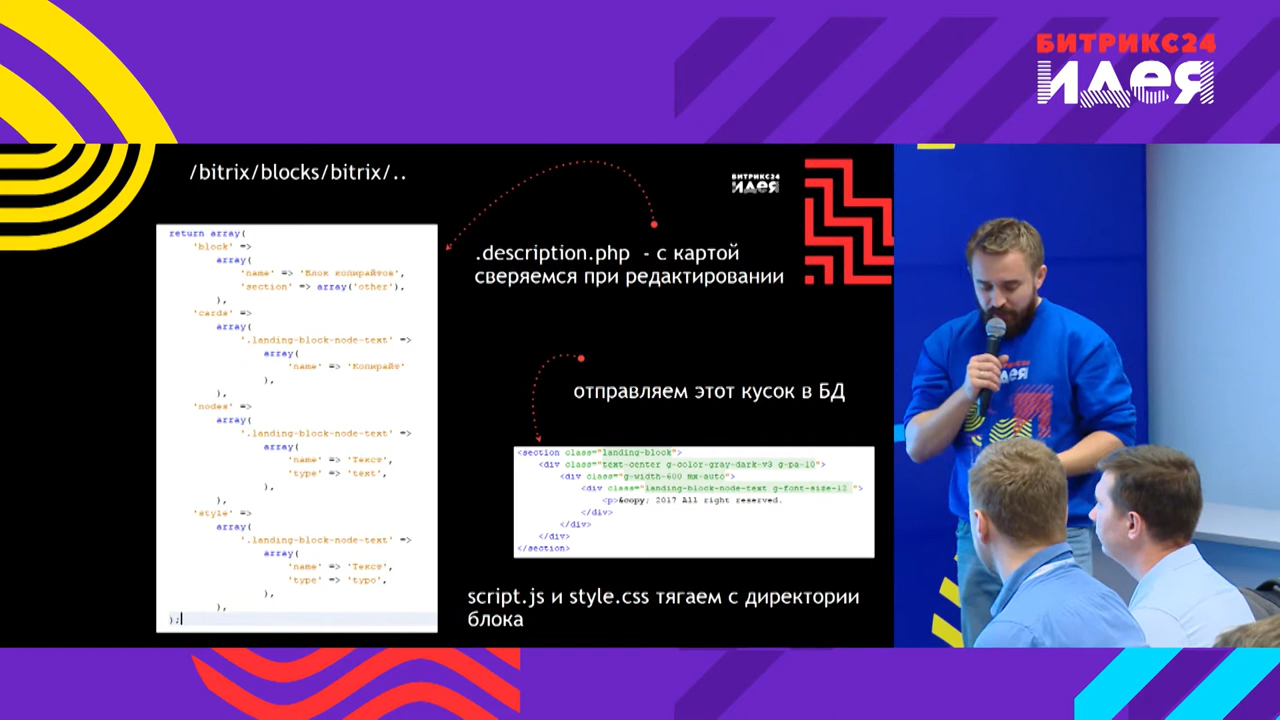 БИТРИКС24
ИДЕЯ
/bitrix/blocks/bitrix/..
БИТРИКС24
ИДЕЯ
return array(
'block' =>
array(
'name' => 'Блок копирайтов',
'section' => array('other'),
),
'cards' =>
array(
'.landing-block-node-text' =>
array(
'name' => 'Копирайт'
),
),
'nodes' =>
array(
'.landing-block-node-text' =>
array(
'name' => 'Текст',
'type' => 'text',
),
),
'style' =>
array(
'.landing-block-node-text' =>
array(
'name' => 'Текст',
'type' => 'typo',
),
),
);
.description.php - с картой
сверяемся при редактировании
отправляем этот кусок в БД
<section class="landing-block">
<div class="text-center g-color-gray-dark-v3 g-pa-10">
<div class="g-width-600 mx-auto">
<div class="landing-block-node-text g-font-size-12 ">
<p>&copy; 2017 All right reserved.
</div>
</div>
</div>
</section>
script.js и style.css тягаем с директории
блока